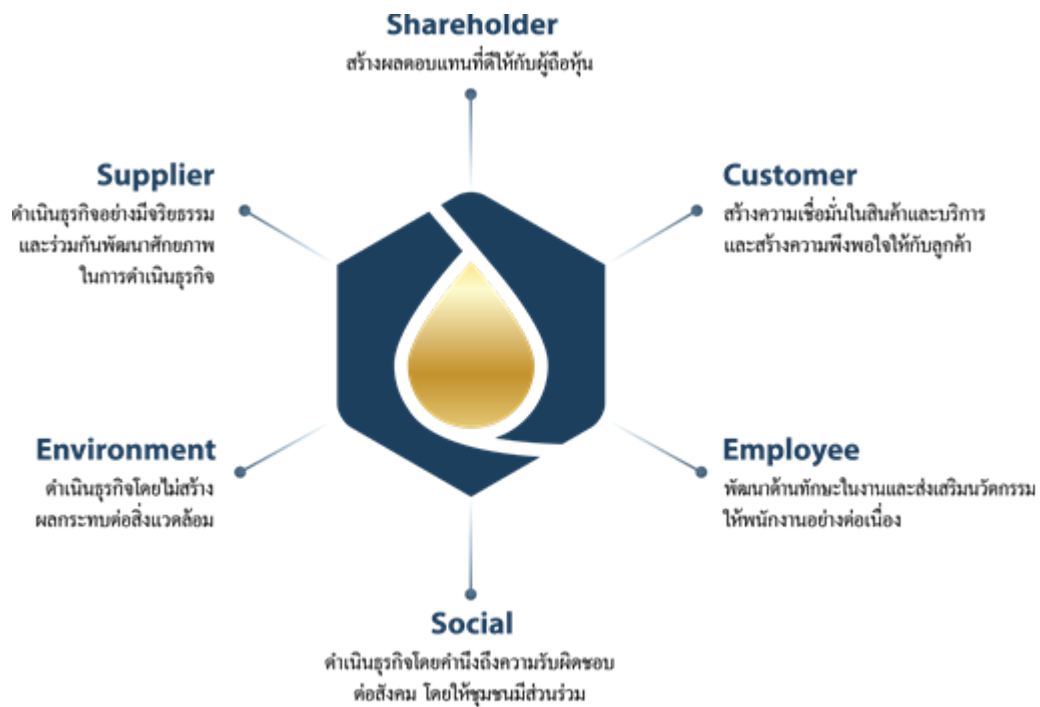 Shareholder
สร้างผลตอบแทนที่ดีให้กับผู้ถือหุ้น
Supplier
ดำเนินธุรกิจอย่างมีจริยธรรม
และร่วมกันพัฒนาศักยภาพ
ในการดำเนินธุรกิจ
Customer
สร้างความเชื่อมั่นในสินค้าและบริการ
และสร้างความพึงพอใจให้กับลูกค้า
Environment
ดำเนินธุรกิจโดยไม่สร้าง
ผลกระทบต่อสิ่งแวดล้อม
Employee
พัฒนาด้านทักษะในงานและส่งเสริมนวัตกรรม
ให้พนักงานอย่างต่อเนื่อง
Social
ดำเนินธุรกิจโดยคำนึงถึงความรับผิดชอบ
ต่อสังคม โดยให้ชุมชนมีส่วนร่วม